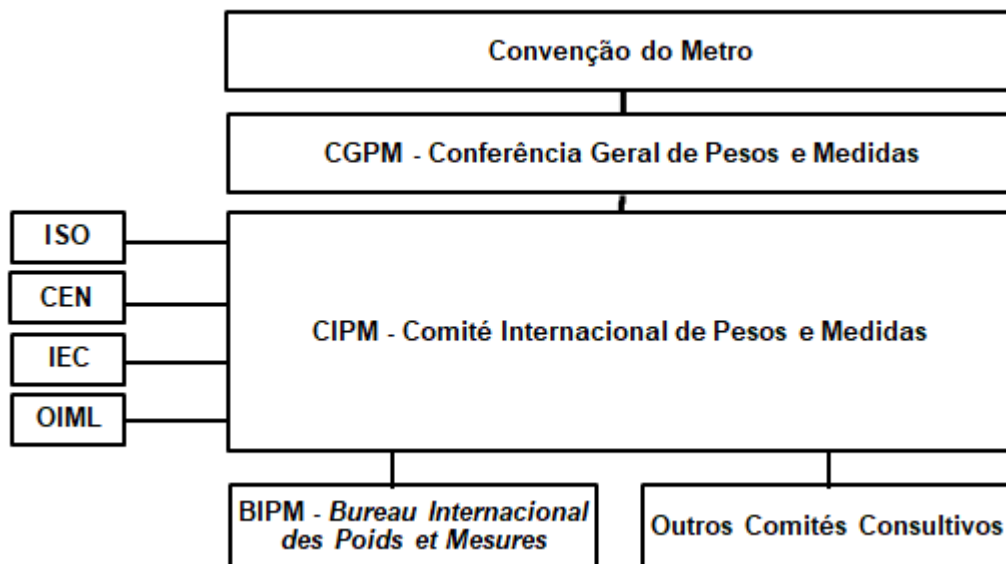 Convenção do Metro
CGPM - Conferência Geral de Pesos e Medidas
ISO
CEN
IEC
OIML
CIPM - Comité Internacional de Pesos e Medidas
BIPM - Bureau Internacional
des Poids et Mesures
Outros Comités Consultivos